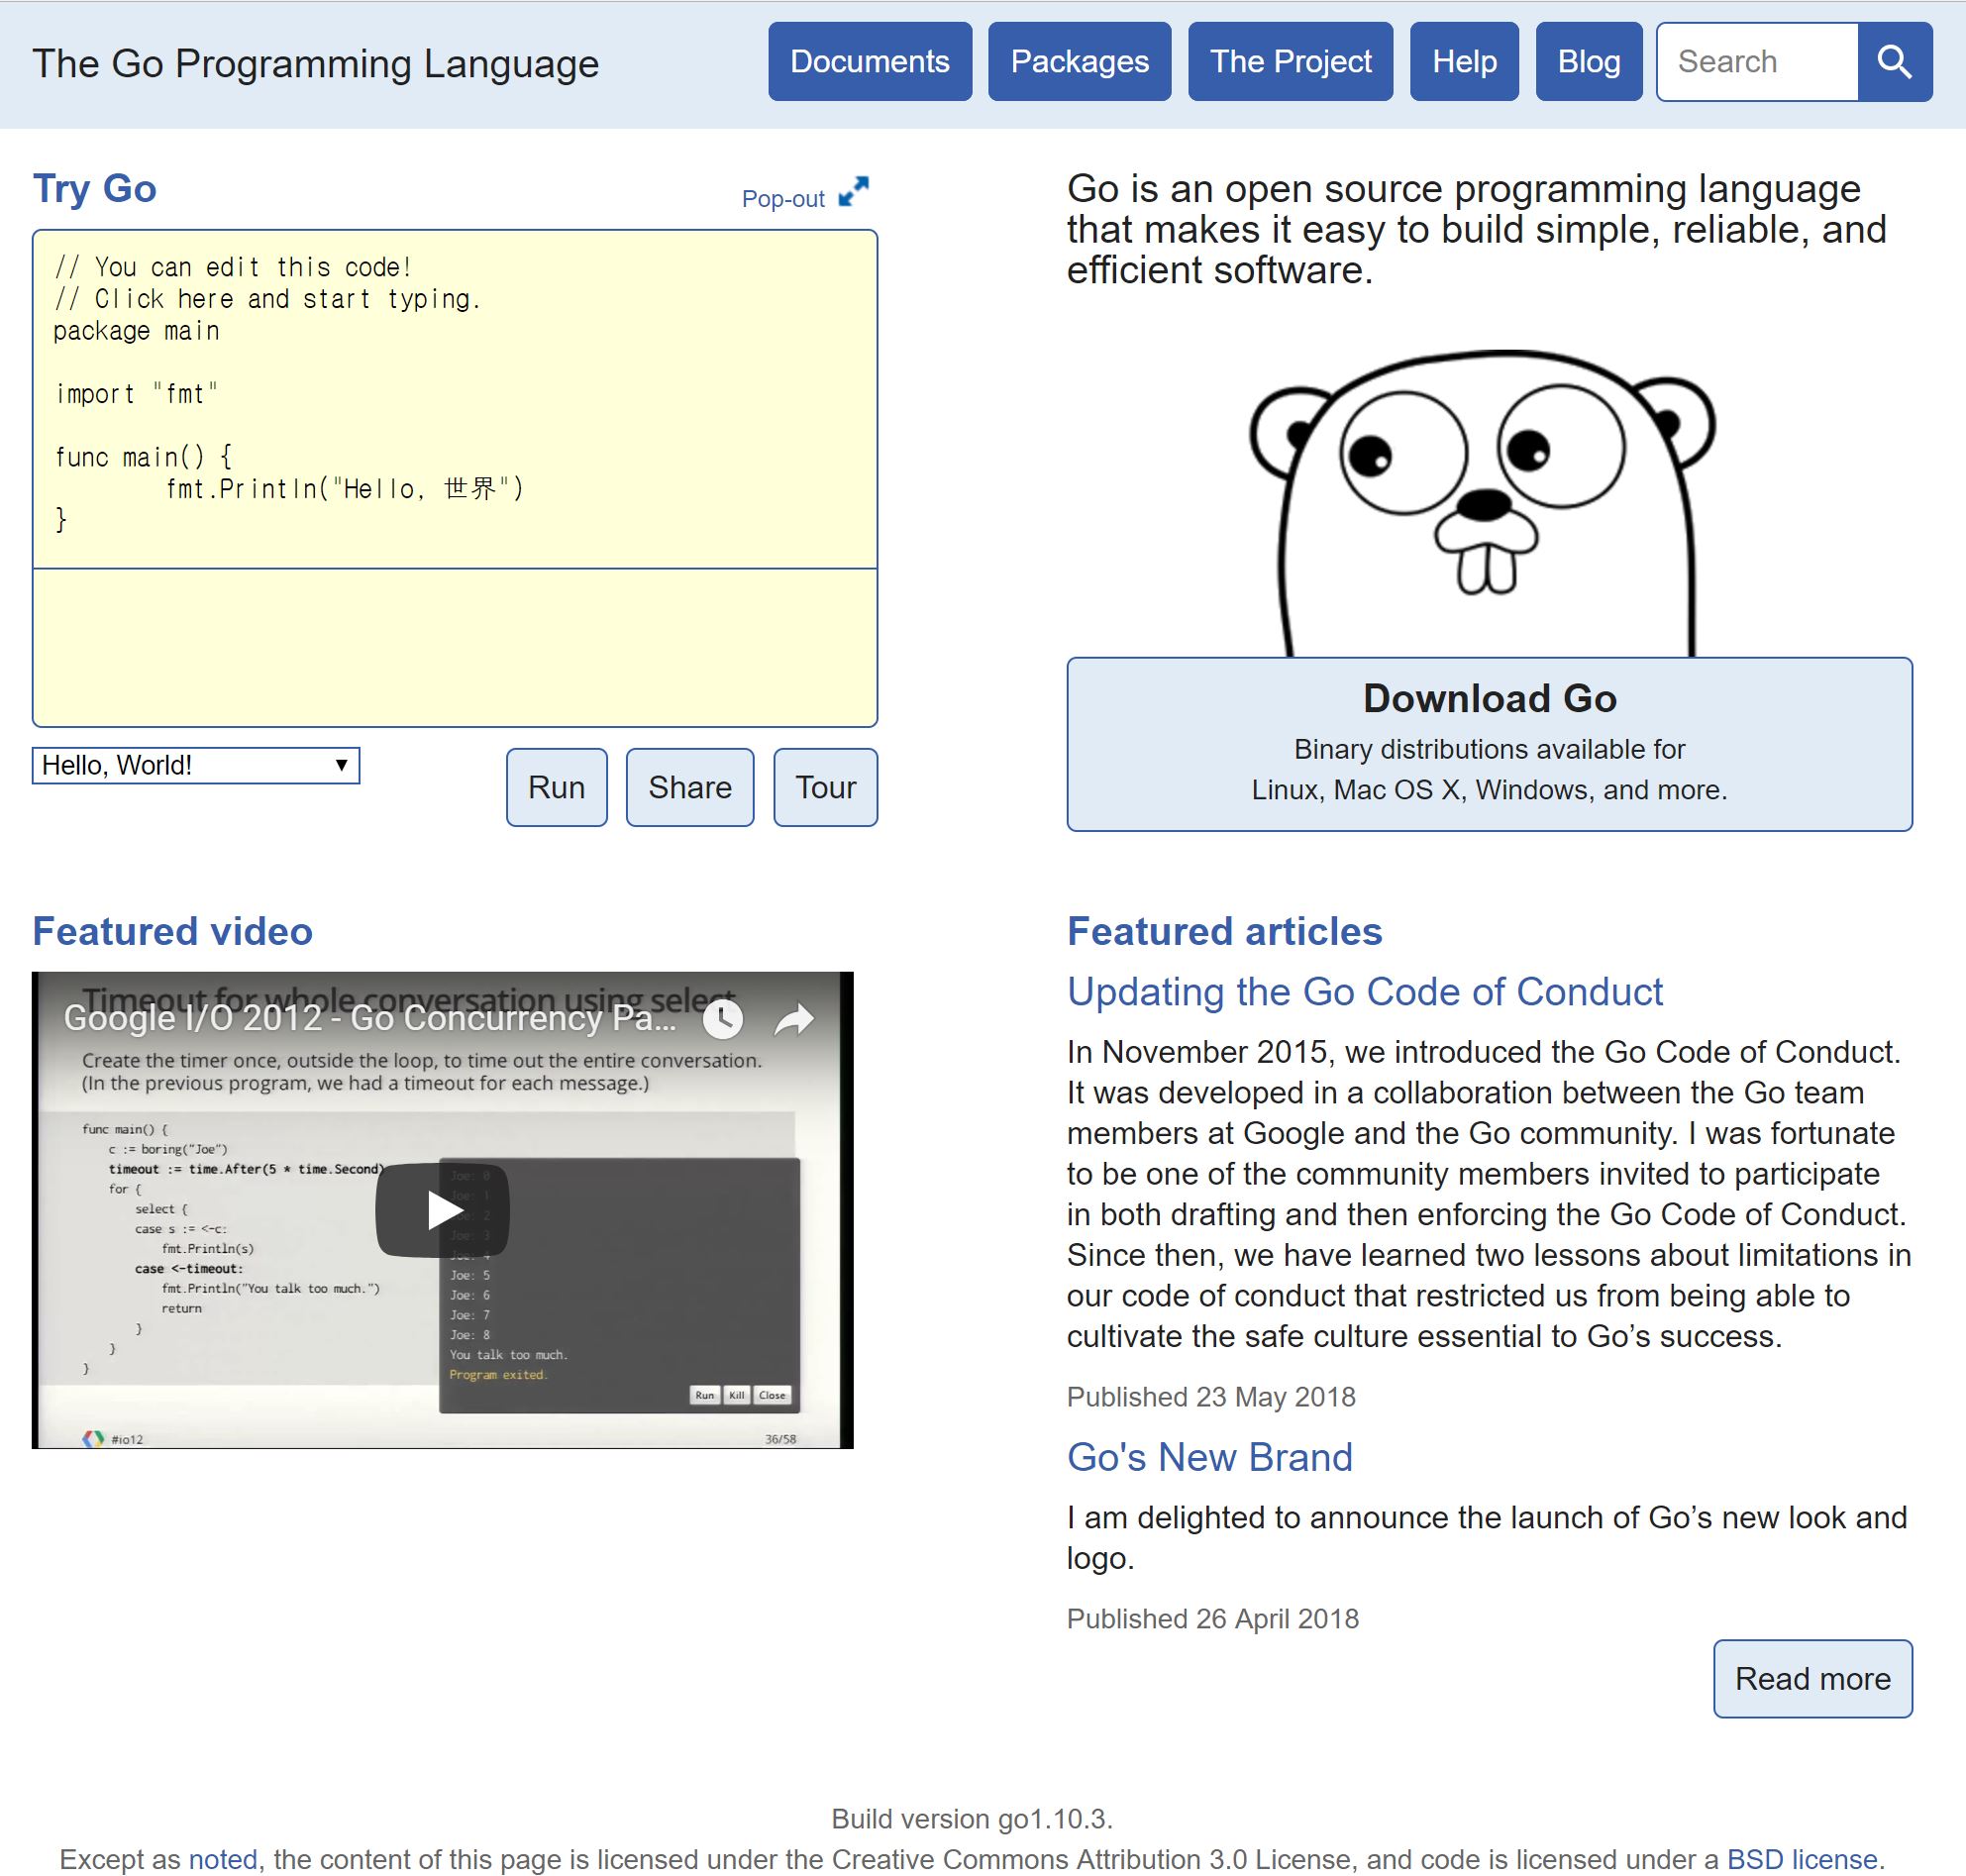 The Go Programming Language
Documents
Packages
The Project
Help
Blog
Search
Try Go
Pop-out
// You can edit this code!
// Click here and start typing.
package main
import "fmt"
func main() {
fmt.Println("Hello, 世界")
}
Hello, World!
Run
Share
Tour
Go is an open source programming language
that makes it easy to build simple, reliable, and
efficient software.
Download Go
Binary distributions available for
Linux, Mac OS X, Windows, and more.
Featured video
Timeout for whole conversation using select
Google I/O 2012 - Go Concurrency Pa...
Create the timer once, outside the loop, to time out the entire conversation.
(In the previous program, we had a timeout for each message.)
func main() {
c := boring("Joe")
timeout := time.After(5 * time.Second)
for {
select {
case s := <-c:
fmt.Println(s)
case <-timeout:
fmt.Println("You talk too much.")
return
}
}
}
Joe: 0
Joe: 1
Joe: 2
Joe: 3
Joe: 4
Joe: 5
Joe: 6
Joe: 7
Joe: 8
You talk too much.
Program exited.
Run
Kill
Close
#io12
36/58
Featured articles
Updating the Go Code of Conduct
In November 2015, we introduced the Go Code of Conduct.
It was developed in a collaboration between the Go team
members at Google and the Go community. I was fortunate
to be one of the community members invited to participate
in both drafting and then enforcing the Go Code of Conduct.
Since then, we have learned two lessons about limitations in
our code of conduct that restricted us from being able to
cultivate the safe culture essential to Go’s success.
Published 23 May 2018
Go's New Brand
I am delighted to announce the launch of Go’s new look and
logo.
Published 26 April 2018
Read more
Build version go1.10.3.
Except as noted, the content of this page is licensed under the Creative Commons Attribution 3.0 License, and code is licensed under a BSD license.